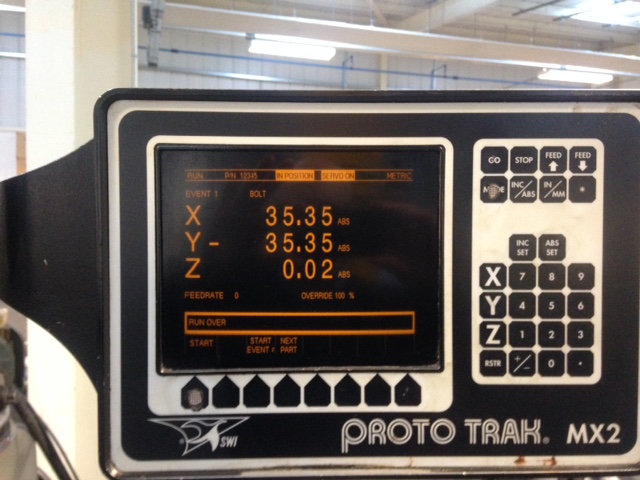 RUN P/N 12345 IN POSITION SERVO ON METRIC
EVENT 1 BOLT
X 35.35 ABS
Y - 35.35 ABS
Z 0.02 ABS
FEEDRATE 0 OVERRIDE 100 %
RUN OVER
START START EVENT # NEXT PART
GO STOP FEED FEED
MODE INC/ABS IN/MM *
INC SET ABS SET
X 7 8 9
Y 4 5 6
Z 1 2 3
RSTR +/- 0 .
SWI PROTO TRAK MX2